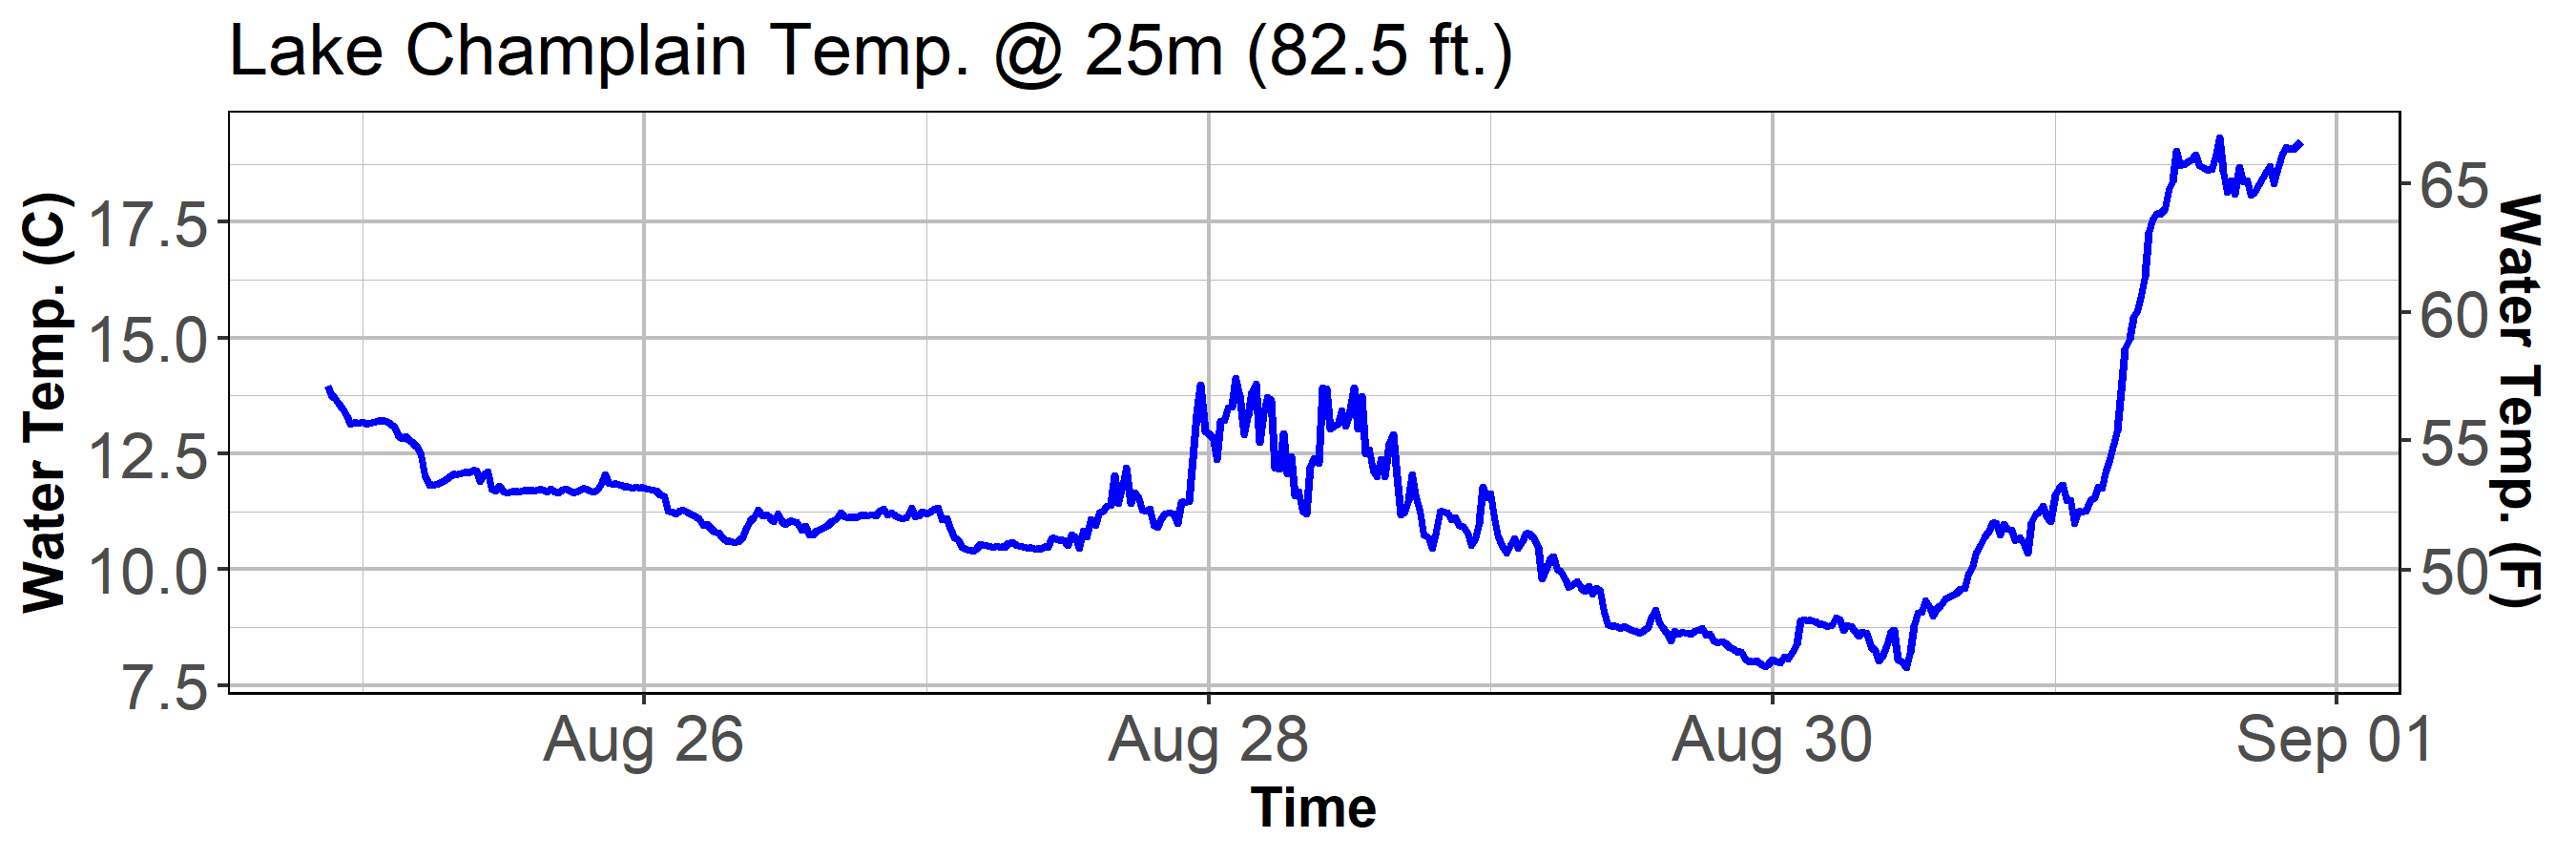 Lake Champlain Temp. @ 25m (82.5 ft.)
Water Temp. (C)
17.5
15.0
12.5
10.0
7.5
65
60
55
50
Water Temp. (F)
Aug 26 Aug 28 Aug 30 Sep 01
Time